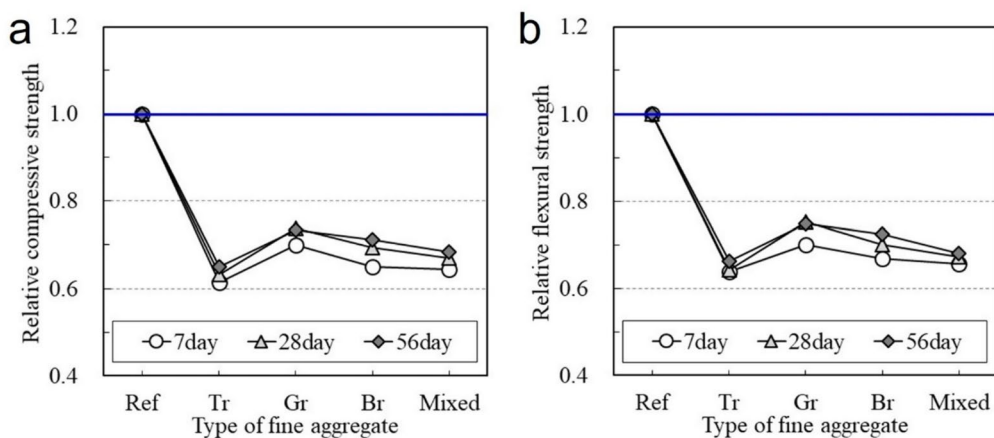 a
1.2
1.0
0.8
0.6
0.4
Relative compressive strength
7day 28day 56day
Ref Tr Gr Br Mixed
Type of fine aggregate
b
1.2
1.0
0.8
0.6
0.4
Relative flexural strength
7day 28day 56day
Ref Tr Gr Br Mixed
Type of fine aggregate